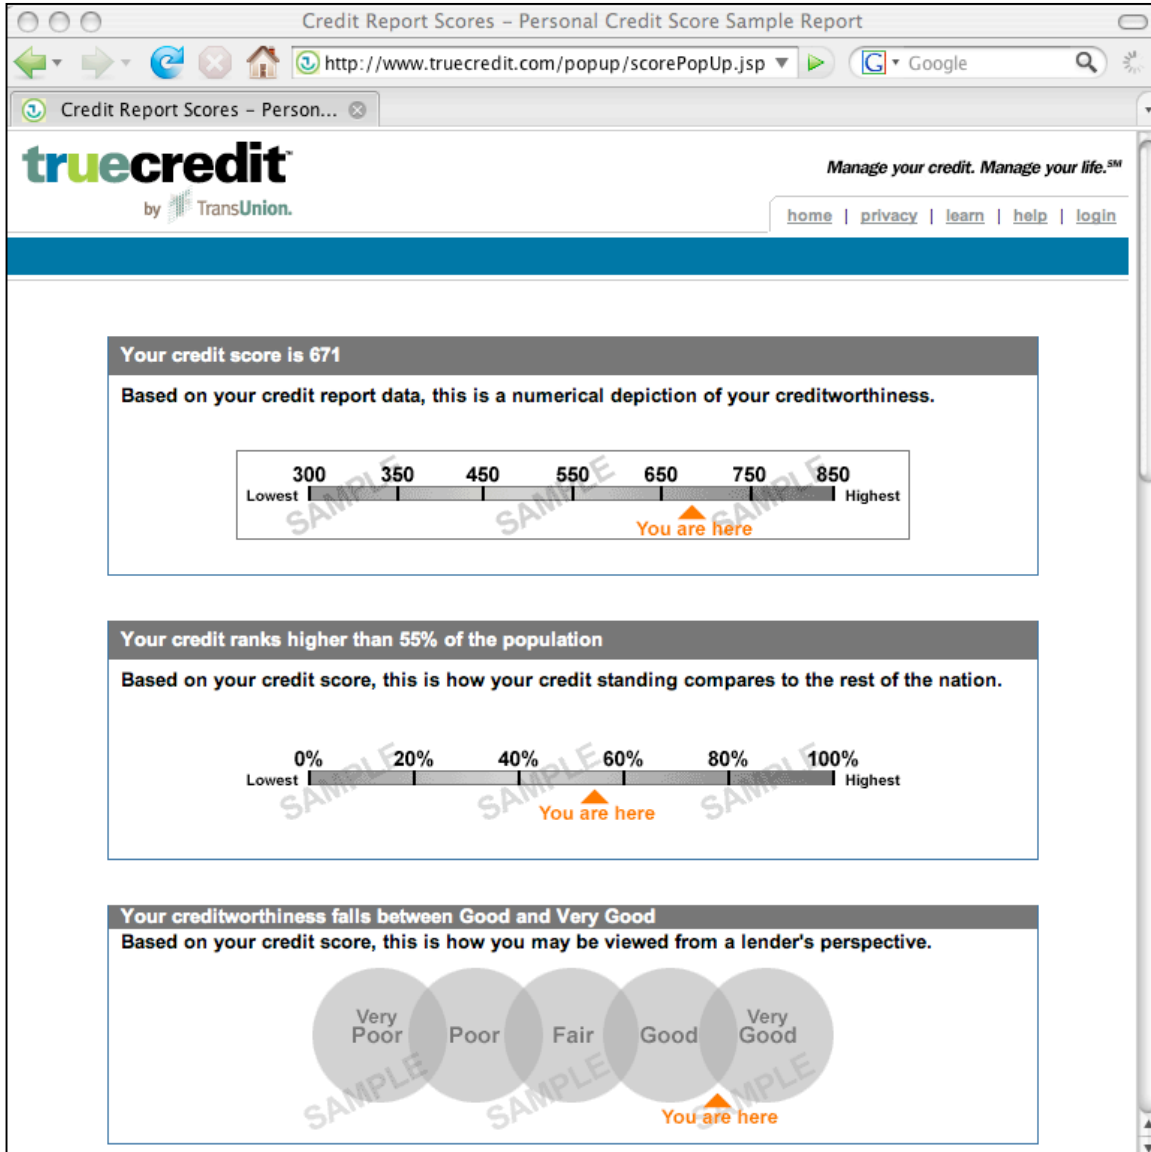 Credit Report Scores – Personal Credit Score Sample Report
http://www.truecredit.com/popup/scorePopUp.jsp
G Google
Credit Report Scores – Person...
truecredit™
Manage your credit. Manage your life.℠
by TransUnion.
home | privacy | learn | help | login
Your credit score is 671
Based on your credit report data, this is a numerical depiction of your creditworthiness.
300 350 450 550 650 750 850
Lowest Highest
SAMPLE SAMPLE SAMPLE
You are here
Your credit ranks higher than 55% of the population
Based on your credit score, this is how your credit standing compares to the rest of the nation.
0% 20% 40% 60% 80% 100%
Lowest Highest
SAMPLE SAMPLE SAMPLE
You are here
Your creditworthiness falls between Good and Very Good
Based on your credit score, this is how you may be viewed from a lender's perspective.
Very Poor Poor Fair Good Very Good
SAMPLE SAMPLE SAMPLE
You are here